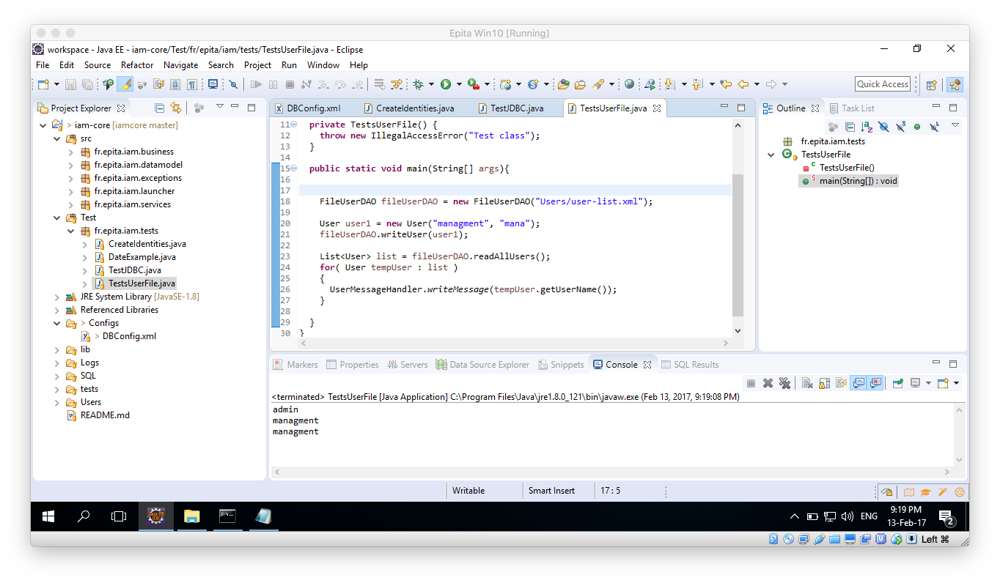 Epita Win10 [Running]
workspace - Java EE - iam-core/Test/fr/epita/iam/tests/TestsUserFile.java - Eclipse
File Edit Source Refactor Navigate Search Project Run Window Help
Quick Access
Project Explorer
iam-core [iamcore master]
src
fr.epita.iam.business
fr.epita.iam.datamodel
fr.epita.iam.exceptions
fr.epita.iam.launcher
fr.epita.iam.services
Test
fr.epita.iam.tests
CreateIdentities.java
DateExample.java
TestJDBC.java
TestsUserFile.java
JRE System Library [JavaSE-1.8]
Referenced Libraries
> Configs
> DBConfig.xml
lib
Logs
SQL
tests
Users
README.md
DBConfig.xml CreateIdentities.java TestJDBC.java TestsUserFile.java
11 private TestsUserFile() {
12 throw new IllegalAccessError("Test class");
13 }
14
15 public static void main(String[] args){
16
17
18 FileUserDAO fileUserDAO = new FileUserDAO("Users/user-list.xml");
19
20 User user1 = new User("managment", "mana");
21 fileUserDAO.writeUser(user1);
22
23 List<User> list = fileUserDAO.readAllUsers();
24 for( User tempUser : list )
25 {
26 UserMessageHandler.writeMessage(tempUser.getUserName());
27 }
28
29 }
30 }
Outline Task List
fr.epita.iam.tests
TestsUserFile
TestsUserFile()
main(String[]) : void
Markers Properties Servers Data Source Explorer Snippets Console SQL Results
<terminated> TestsUserFile [Java Application] C:\Program Files\Java\jre1.8.0_121\bin\javaw.exe (Feb 13, 2017, 9:19:08 PM)
admin
managment
managment
Writable Smart Insert 17 : 5
ENG
9:19 PM
13-Feb-17
2
Left ⌘